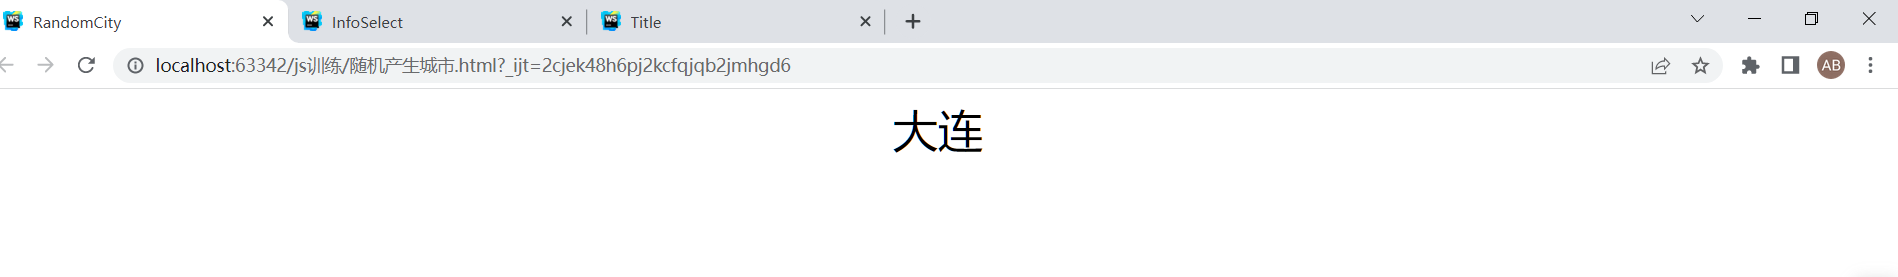 RandomCity
InfoSelect
Title
localhost:63342/js训练/随机产生城市.html?_ijt=2cjek48h6pj2kcfqjqb2jmhgd6
AB
大连